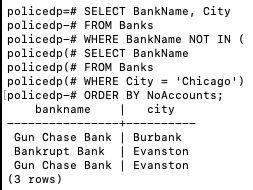 policedp=# SELECT BankName, City
policedp-# FROM Banks
policedp-# WHERE BankName NOT IN (
policedp(# SELECT BankName
policedp(# FROM Banks
policedp(# WHERE City = 'Chicago')
policedp-# ORDER BY NoAccounts;
bankname | city
----------------+----------
Gun Chase Bank | Burbank
Bankrupt Bank | Evanston
Gun Chase Bank | Evanston
(3 rows)